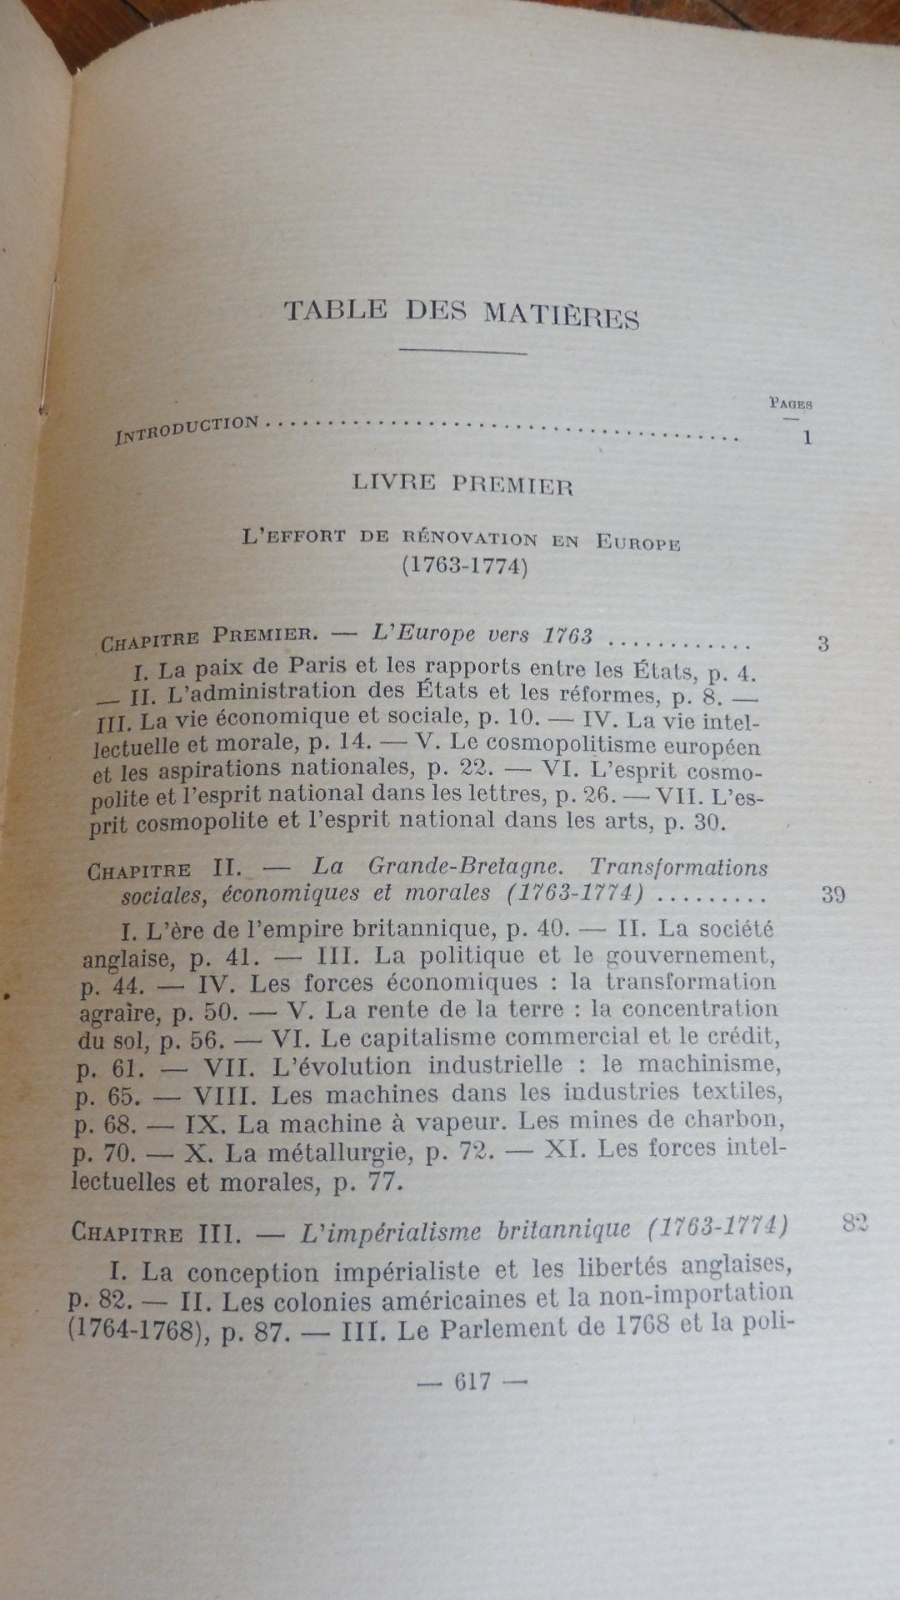 TABLE DES MATIÈRES
PAGES
INTRODUCTION ........................................ 1
LIVRE PREMIER
L'EFFORT DE RÉNOVATION EN EUROPE
(1763-1774)
CHAPITRE PREMIER. — L'Europe vers 1763 ............ 3
I. La paix de Paris et les rapports entre les États, p. 4.
— II. L'administration des États et les réformes, p. 8. —
III. La vie économique et sociale, p. 10. — IV. La vie intel-
lectuelle et morale, p. 14. — V. Le cosmopolitisme européen
et les aspirations nationales, p. 22. — VI. L'esprit cosmo-
polite et l'esprit national dans les lettres, p. 26. — VII. L'es-
prit cosmopolite et l'esprit national dans les arts, p. 30.
CHAPITRE II. — La Grande-Bretagne. Transformations
sociales, économiques et morales (1763-1774) ......... 39
I. L'ère de l'empire britannique, p. 40. — II. La société
anglaise, p. 41. — III. La politique et le gouvernement,
p. 44. — IV. Les forces économiques : la transformation
agraire, p. 50. — V. La rente de la terre : la concentration
du sol, p. 56. — VI. Le capitalisme commercial et le crédit,
p. 61. — VII. L'évolution industrielle : le machinisme,
p. 65. — VIII. Les machines dans les industries textiles,
p. 68. — IX. La machine à vapeur. Les mines de charbon,
p. 70. — X. La métallurgie, p. 72. — XI. Les forces intel-
lectuelles et morales, p. 77.
CHAPITRE III. — L'impérialisme britannique (1763-1774) 82
I. La conception impérialiste et les libertés anglaises,
p. 82. — II. Les colonies américaines et la non-importation
(1764-1768), p. 87. — III. Le Parlement de 1768 et la poli-
— 617 —